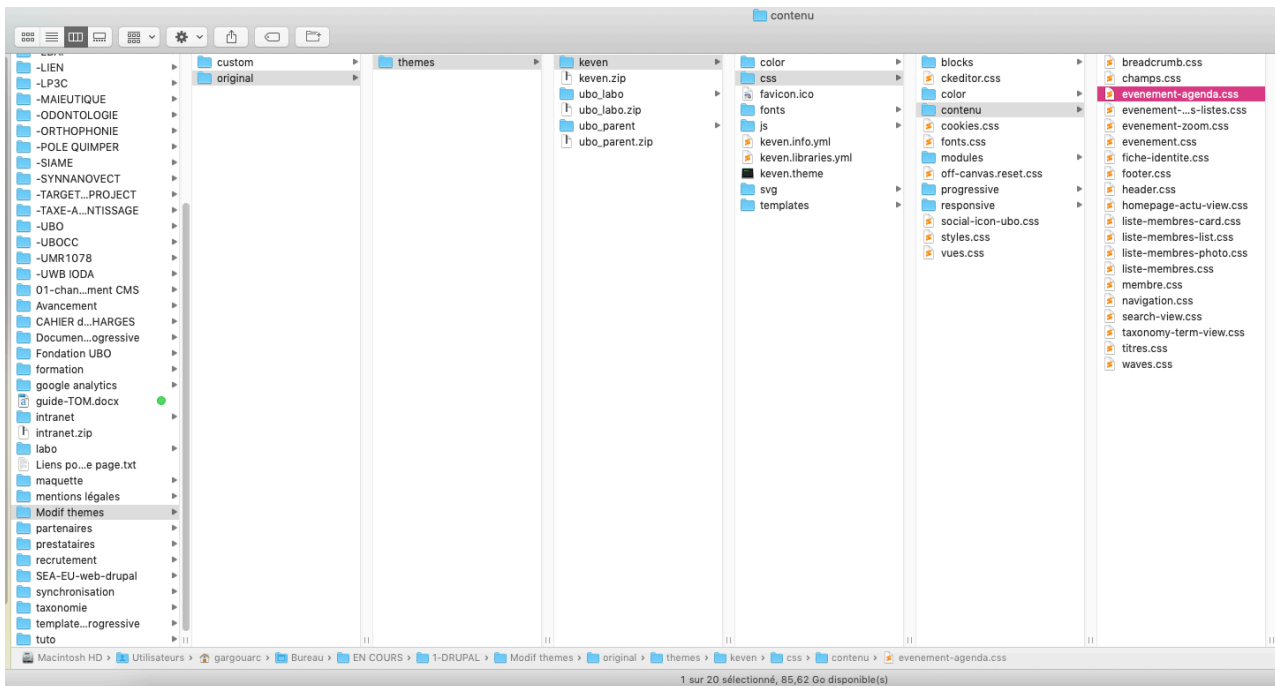 contenu
-LIEN
-LP3C
-MAIEUTIQUE
-ODONTOLOGIE
-ORTHOPHONIE
-POLE QUIMPER
-SIAME
-SYNNANOVECT
-TARGET...PROJECT
-TAXE-A...NTISSAGE
-UBO
-UBOCC
-UMR1078
-UWB IODA
01-chan...ment CMS
Avancement
CAHIER d...HARGES
Documen...ogressive
Fondation UBO
formation
google analytics
guide-TOM.docx
intranet
intranet.zip
labo
Liens po...e page.txt
maquette
mentions légales
Modif themes
partenaires
prestataires
recrutement
SEA-EU-web-drupal
synchronisation
taxonomie
template...rogressive
tuto
custom
original
themes
keven
keven.zip
ubo_labo
ubo_labo.zip
ubo_parent
ubo_parent.zip
color
css
favicon.ico
fonts
js
keven.info.yml
keven.libraries.yml
keven.theme
svg
templates
blocks
ckeditor.css
color
contenu
cookies.css
fonts.css
modules
off-canvas.reset.css
progressive
responsive
social-icon-ubo.css
styles.css
vues.css
breadcrumb.css
champs.css
evenement-agenda.css
evenement-...s-listes.css
evenement-zoom.css
evenement.css
fiche-identite.css
footer.css
header.css
homepage-actu-view.css
liste-membres-card.css
liste-membres-list.css
liste-membres-photo.css
liste-membres.css
membre.css
navigation.css
search-view.css
taxonomy-term-view.css
titres.css
waves.css
Macintosh HD › Utilisateurs › gargouarc › Bureau › EN COURS › 1-DRUPAL › Modif themes › original › themes › keven › css › contenu › evenement-agenda.css
1 sur 20 sélectionné, 85,62 Go disponible(s)